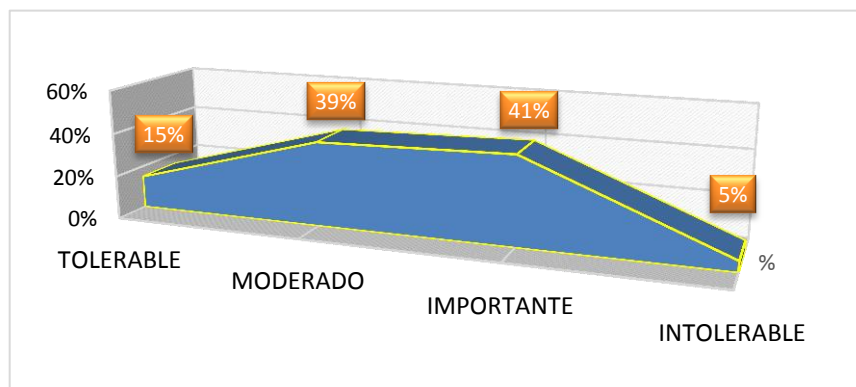 60%
40%
20%
0%
15%
39%
41%
5%
%
TOLERABLE
MODERADO
IMPORTANTE
INTOLERABLE